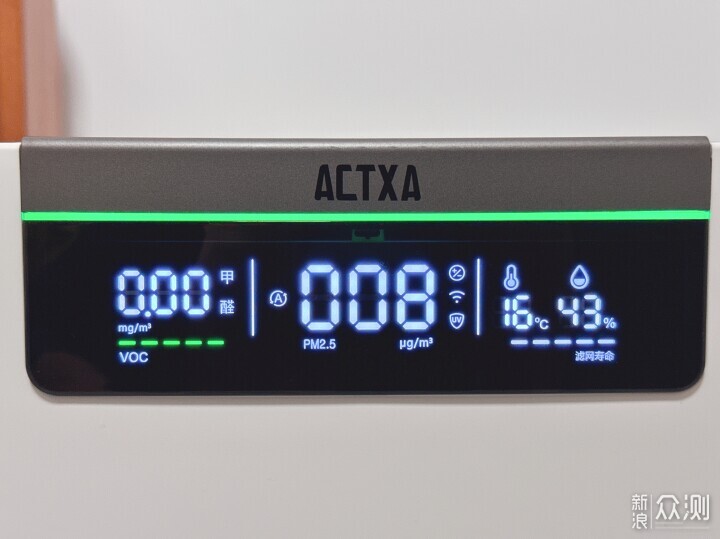 ACTXA
0.00 甲醛
mg/m³
VOC
A
008
PM2.5 μg/m³
UV
16℃ 43%
滤网寿命
新浪 众测